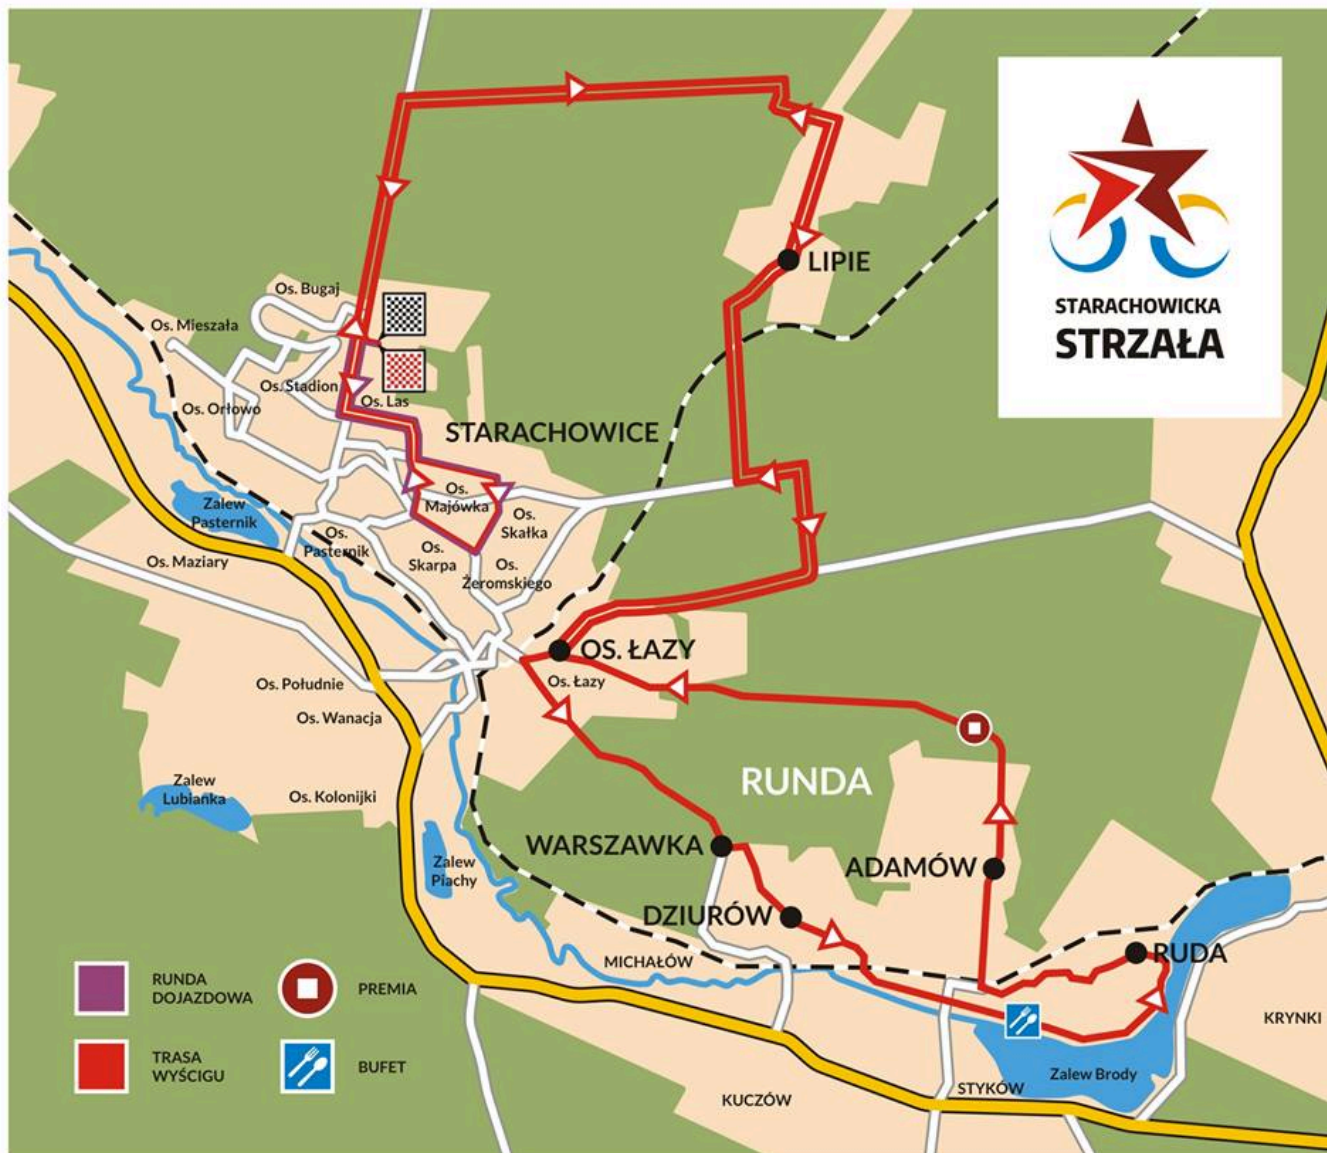 STARACHOWICKA
STRZAŁA
LIPIE
Os. Bugaj
Os. Mieszała
Os. Stadion
Os. Las
Os. Orłowo
STARACHOWICE
Os.
Majówka
Zalew
Pasternik
Os.
Skałka
Os.
Pasternik
Os.
Skarpa
Os. Maziary
Os.
Żeromskiego
OS. ŁAZY
Os. Łazy
Os. Południe
Os. Wanacja
Zalew
Lubianka
Os. Kolonijki
RUNDA
WARSZAWKA
Zalew
Piachy
ADAMÓW
DZIURÓW
RUDA
MICHAŁÓW
KRYNKI
Zalew Brody
STYKÓW
KUCZÓW
RUNDA
DOJAZDOWA
PREMIA
TRASA
WYŚCIGU
BUFET